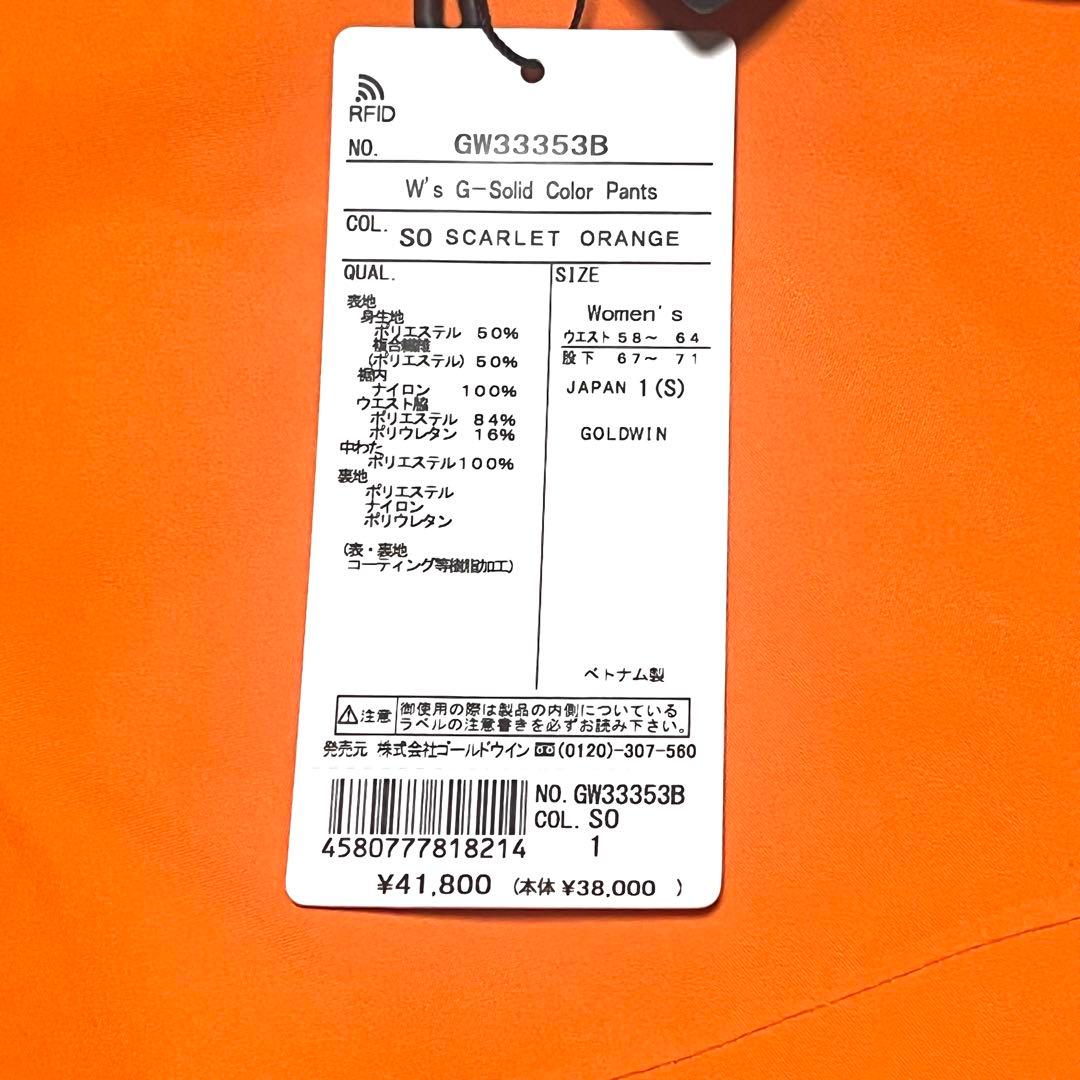 RFID
NO. GW33353B
W's G-Solid Color Pants
COL. SO SCARLET ORANGE
QUAL.
表地
身生地
ポリエステル 50%
複合繊維
(ポリエステル) 50%
裾内
ナイロン 100%
ウエスト脇
ポリエステル 84%
ポリウレタン 16%
中わた
ポリエステル100%
裏地
ポリエステル
ナイロン
ポリウレタン
(表・裏地
コーティング等樹脂加工)
SIZE
Women's
ウエスト 58~ 64
股下 67~ 71
JAPAN 1(S)
GOLDWIN
ベトナム製
注意 御使用の際は製品の内側についている
ラベルの注意書きを必ずお読み下さい。
発売元 株式会社ゴールドウイン (0120)-307-560
NO. GW33353B
COL. SO
1
4580777818214
¥41,800 (本体 ¥38,000 )